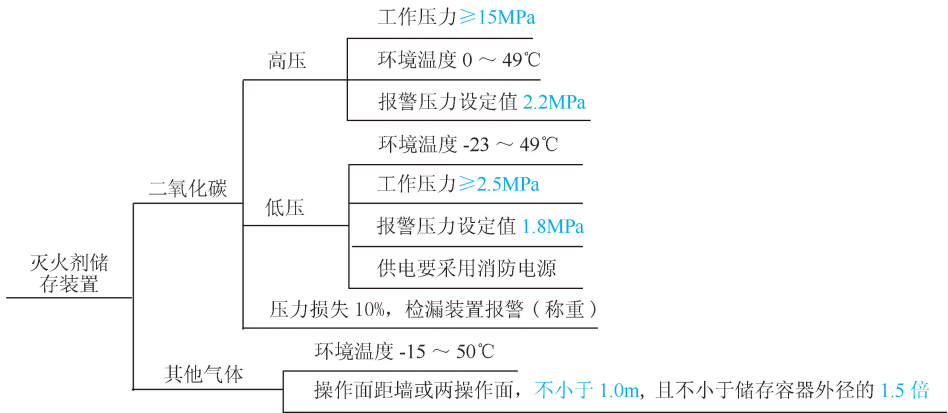 工作压力≥15MPa
高压
环境温度 0 ～ 49℃
报警压力设定值 2.2MPa
环境温度 -23 ～ 49℃
二氧化碳
工作压力≥2.5MPa
低压
报警压力设定值 1.8MPa
灭火剂储
存装置
供电要采用消防电源
压力损失 10%，检漏装置报警（称重）
环境温度 -15 ～ 50℃
其他气体
操作面距墙或两操作面，不小于 1.0m, 且不小于储存容器外径的 1.5 倍